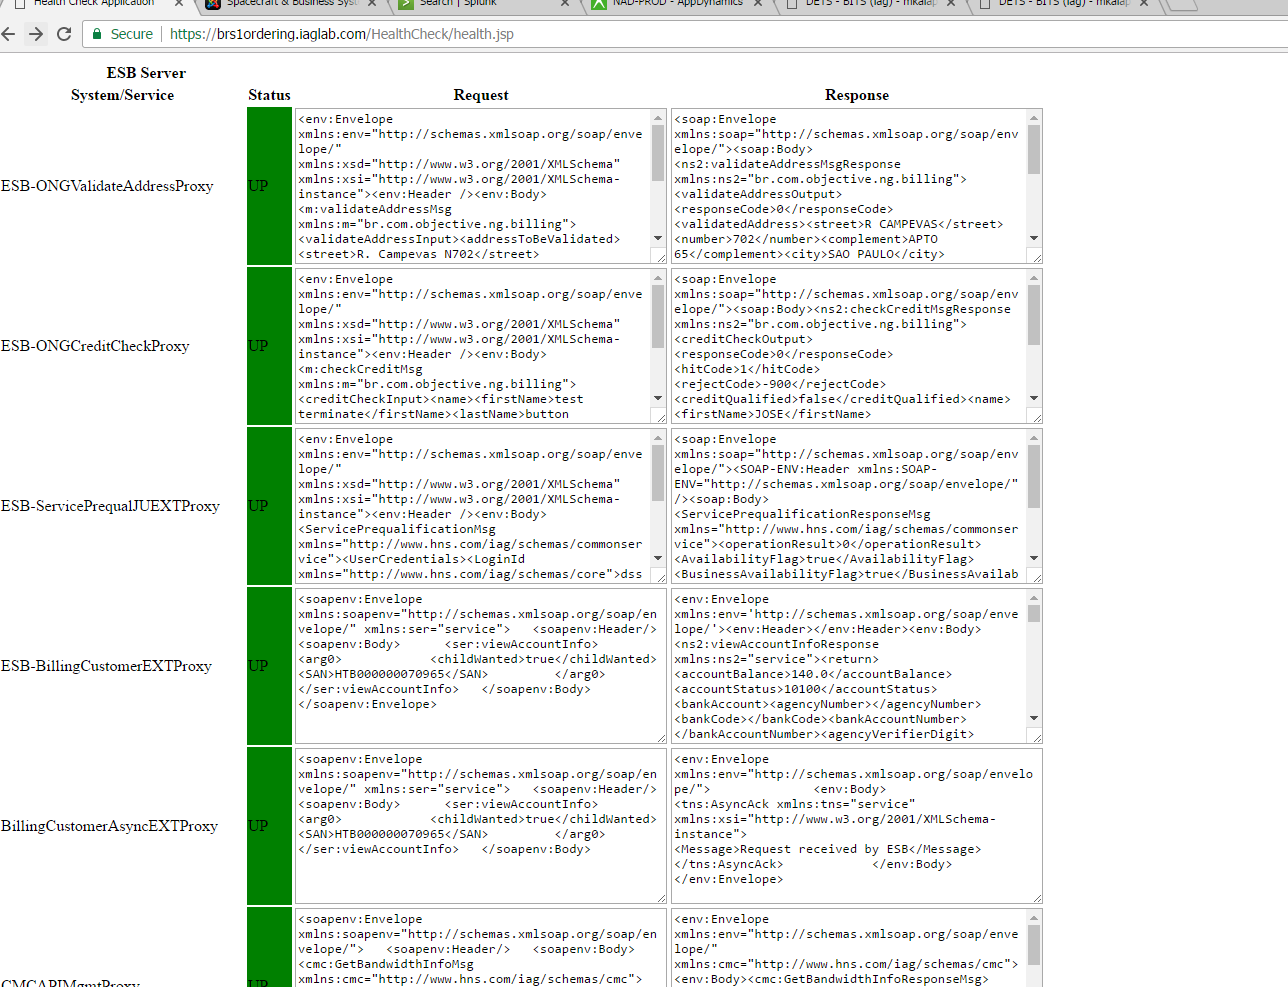 Health Check Application
Spacecraft & Business Syst
Search | Splunk
NAD-PROD - AppDynamics
DETS - BITS (Iag) - mkalap
DETS - BITS (Iag) - mkalap
Secure
https://brs1ordering.iaglab.com/HealthCheck/health.jsp
ESB Server
System/Service
Status
Request
Response
ESB-ONGValidateAddressProxy
UP
<env:Envelope
xmlns:env="http://schemas.xmlsoap.org/soap/enve
lope/"
xmlns:xsd="http://www.w3.org/2001/XMLSchema"
xmlns:xsi="http://www.w3.org/2001/XMLSchema-
instance"><env:Header /><env:Body>
<m:validateAddressMsg
xmlns:m="br.com.objective.ng.billing">
<validateAddressInput><addressToBeValidated>
<street>R. Campevas N702</street>
<soap:Envelope
xmlns:soap="http://schemas.xmlsoap.org/soap/env
elope/"><soap:Body>
<ns2:validateAddressMsgResponse
xmlns:ns2="br.com.objective.ng.billing">
<validateAddressOutput>
<responseCode>0</responseCode>
<validatedAddress><street>R CAMPEVAS</street>
<number>702</number><complement>APTO
65</complement><city>SAO PAULO</city>
ESB-ONGCreditCheckProxy
UP
<env:Envelope
xmlns:env="http://schemas.xmlsoap.org/soap/enve
lope/"
xmlns:xsd="http://www.w3.org/2001/XMLSchema"
xmlns:xsi="http://www.w3.org/2001/XMLSchema-
instance"><env:Header /><env:Body>
<m:checkCreditMsg
xmlns:m="br.com.objective.ng.billing">
<creditCheckInput><name><firstName>test
terminate</firstName><lastName>button
<soap:Envelope
xmlns:soap="http://schemas.xmlsoap.org/soap/env
elope/"><soap:Body><ns2:checkCreditMsgResponse
xmlns:ns2="br.com.objective.ng.billing">
<creditCheckOutput>
<responseCode>0</responseCode>
<hitCode>1</hitCode>
<rejectCode>-900</rejectCode>
<creditQualified>false</creditQualified><name>
<firstName>JOSE</firstName>
ESB-ServicePrequalJUEXTProxy
UP
<env:Envelope
xmlns:env="http://schemas.xmlsoap.org/soap/enve
lope/"
xmlns:xsd="http://www.w3.org/2001/XMLSchema"
xmlns:xsi="http://www.w3.org/2001/XMLSchema-
instance"><env:Header /><env:Body>
<ServicePrequalificationMsg
xmlns="http://www.hns.com/iag/schemas/commonser
vice"><UserCredentials><LoginId
xmlns="http://www.hns.com/iag/schemas/core">dss
<soap:Envelope
xmlns:soap="http://schemas.xmlsoap.org/soap/env
elope/"><SOAP-ENV:Header xmlns:SOAP-
ENV="http://schemas.xmlsoap.org/soap/envelope/"
/><soap:Body>
<ServicePrequalificationResponseMsg
xmlns="http://www.hns.com/iag/schemas/commonser
vice"><operationResult>0</operationResult>
<AvailabilityFlag>true</AvailabilityFlag>
<BusinessAvailabilityFlag>true</BusinessAvailab
ESB-BillingCustomerEXTProxy
UP
<soapenv:Envelope
xmlns:soapenv="http://schemas.xmlsoap.org/soap/en
velope/" xmlns:ser="service">   <soapenv:Header/>
<soapenv:Body>      <ser:viewAccountInfo>
<arg0>            <childWanted>true</childWanted>
<SAN>HTB000000070965</SAN>         </arg0>
</ser:viewAccountInfo>   </soapenv:Body>
</soapenv:Envelope>
<env:Envelope
xmlns:env='http://schemas.xmlsoap.org/soap/enve
lope/'><env:Header></env:Header><env:Body>
<ns2:viewAccountInfoResponse
xmlns:ns2="service"><return>
<accountBalance>140.0</accountBalance>
<accountStatus>10100</accountStatus>
<bankAccount><agencyNumber></agencyNumber>
<bankCode></bankCode><bankAccountNumber>
</bankAccountNumber><agencyVerifierDigit>
BillingCustomerAsyncEXTProxy
UP
<soapenv:Envelope
xmlns:soapenv="http://schemas.xmlsoap.org/soap/en
velope/" xmlns:ser="service">   <soapenv:Header/>
<soapenv:Body>      <ser:viewAccountInfo>
<arg0>            <childWanted>true</childWanted>
<SAN>HTB000000070965</SAN>         </arg0>
</ser:viewAccountInfo>   </soapenv:Body>
<env:Envelope
xmlns:env="http://schemas.xmlsoap.org/soap/envelo
pe/">              <env:Body>
<tns:AsyncAck xmlns:tns="service"
xmlns:xsi="http://www.w3.org/2001/XMLSchema-
instance">
<Message>Request received by ESB</Message>
</tns:AsyncAck>            </env:Body>
</env:Envelope>
CMCAPIMgmtProxy
UP
<soapenv:Envelope
xmlns:soapenv="http://schemas.xmlsoap.org/soap/en
velope/">   <soapenv:Header/>   <soapenv:Body>
<cmc:GetBandwidthInfoMsg
xmlns:cmc="http://www.hns.com/iag/schemas/cmc">
<env:Envelope
xmlns:env="http://schemas.xmlsoap.org/soap/enve
lope/"
xmlns:cmc="http://www.hns.com/iag/schemas/cmc">
<env:Body><cmc:GetBandwidthInfoResponseMsg>